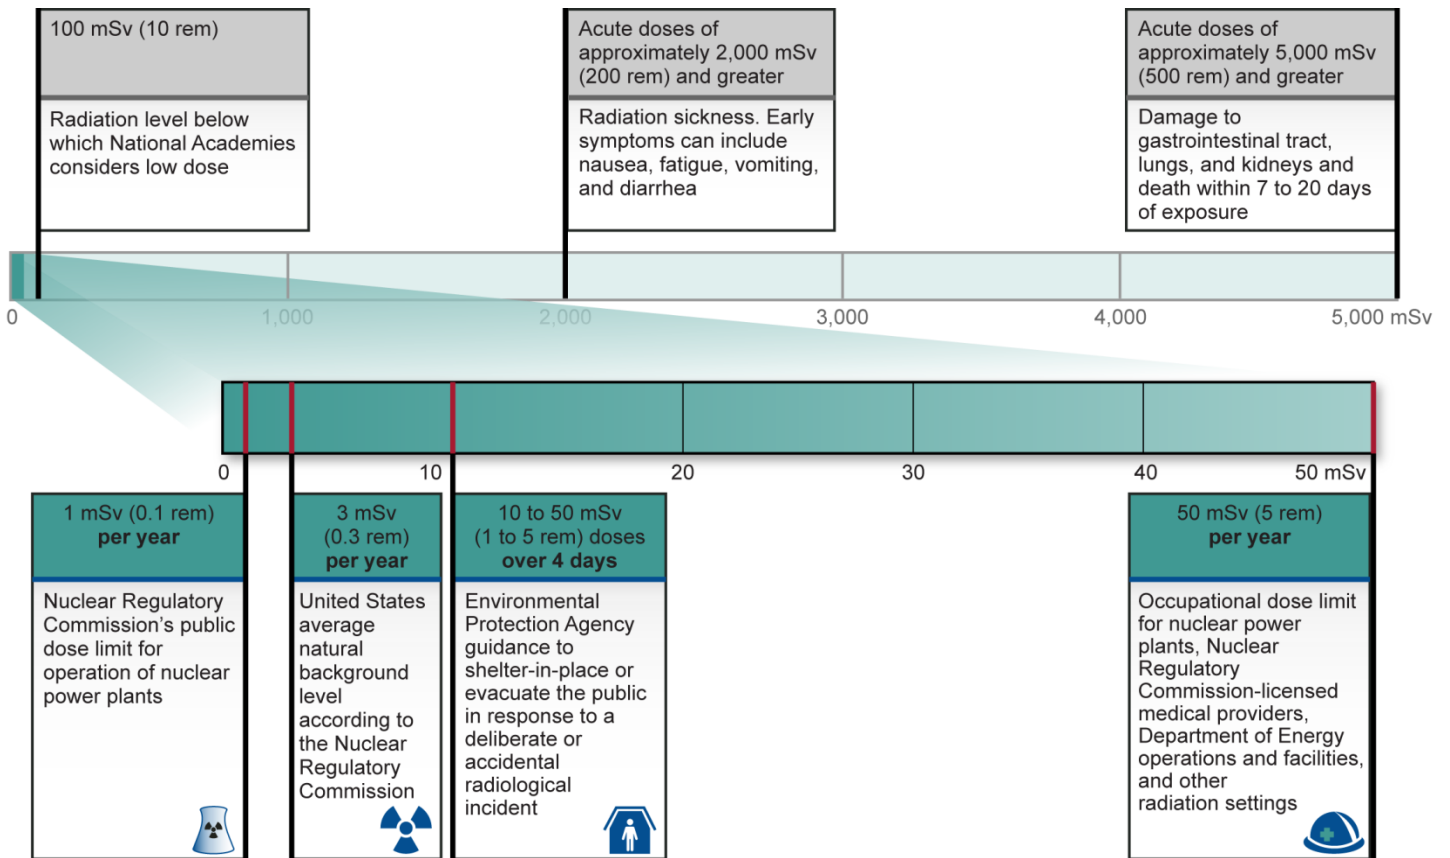 100 mSv (10 rem)
Radiation level below
which National Academies
considers low dose
Acute doses of
approximately 2,000 mSv
(200 rem) and greater
Radiation sickness. Early
symptoms can include
nausea, fatigue, vomiting,
and diarrhea
Acute doses of
approximately 5,000 mSv
(500 rem) and greater
Damage to
gastrointestinal tract,
lungs, and kidneys and
death within 7 to 20 days
of exposure
0 1,000 2,000 3,000 4,000 5,000 mSv
0 10 20 30 40 50 mSv
1 mSv (0.1 rem)
per year
Nuclear Regulatory
Commission’s public
dose limit for
operation of nuclear
power plants
3 mSv
(0.3 rem)
per year
United States
average
natural
background
level
according to
the Nuclear
Regulatory
Commission
10 to 50 mSv
(1 to 5 rem) doses
over 4 days
Environmental
Protection Agency
guidance to
shelter-in-place or
evacuate the public
in response to a
deliberate or
accidental
radiological
incident
50 mSv (5 rem)
per year
Occupational dose limit
for nuclear power
plants, Nuclear
Regulatory
Commission-licensed
medical providers,
Department of Energy
operations and facilities,
and other
radiation settings